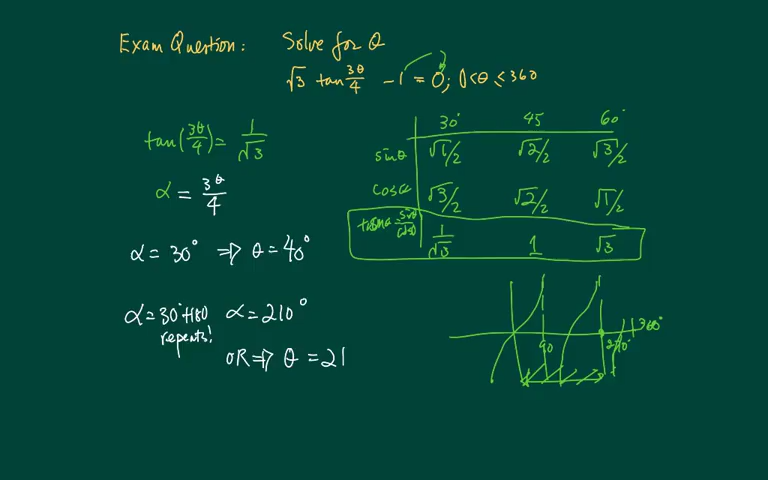 Exam Question: Solve for θ
√3 tan 3θ/4 - 1 = 0; 0<θ≤360
tan(3θ/4) = 1/√3
α = 3θ/4
α = 30° ⇒ θ = 40°
α = 30°+180 α = 210°
repeats!
OR ⇒ θ = 21
30° 45 60°
sinθ √1/2 √2/2 √3/2
cosθ √3/2 √2/2 √1/2
tanθ = sinθ/cosθ 1/√3 1 √3
90 270° 360°